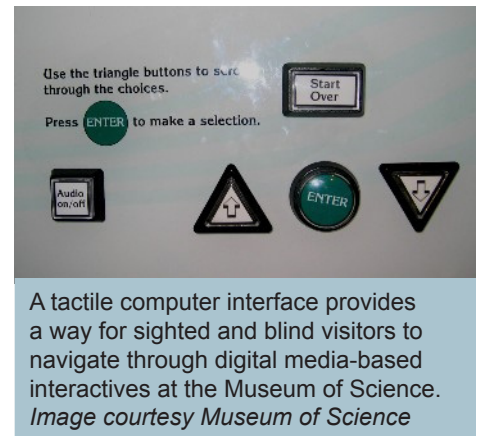 Use the triangle buttons to
through the choices.
Press ENTER to make a selection.
Start
Over
Audio
on/off
ENTER
A tactile computer interface provides
a way for sighted and blind visitors to
navigate through digital media-based
interactives at the Museum of Science.
Image courtesy Museum of Science